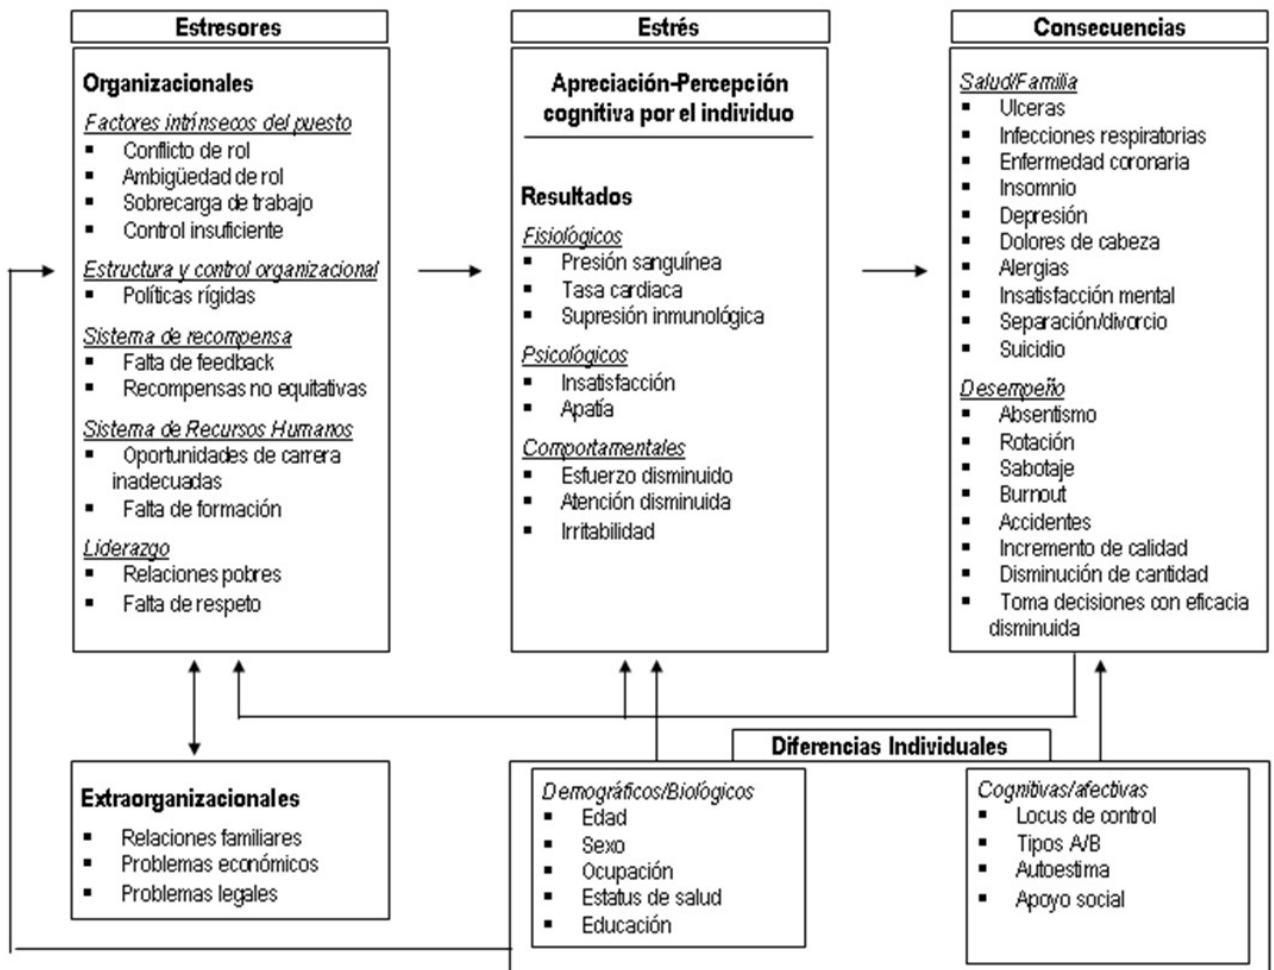 Estresores
Organizacionales
Factores intrínsecos del puesto
▪ Conflicto de rol
▪ Ambigüedad de rol
▪ Sobrecarga de trabajo
▪ Control insuficiente
Estructura y control organizacional
▪ Políticas rígidas
Sistema de recompensa
▪ Falta de feedback
▪ Recompensas no equitativas
Sistema de Recursos Humanos
▪ Oportunidades de carrera
inadecuadas
▪ Falta de formación
Liderazgo
▪ Relaciones pobres
▪ Falta de respeto
Estrés
Apreciación-Percepción
cognitiva por el individuo
Resultados
Fisiológicos
▪ Presión sanguínea
▪ Tasa cardiaca
▪ Supresión inmunológica
Psicológicos
▪ Insatisfacción
▪ Apatía
Comportamentales
▪ Esfuerzo disminuido
▪ Atención disminuida
▪ Irritabilidad
Consecuencias
Salud/Familia
▪ Ulceras
▪ Infecciones respiratorias
▪ Enfermedad coronaria
▪ Insomnio
▪ Depresión
▪ Dolores de cabeza
▪ Alergias
▪ Insatisfacción mental
▪ Separación/divorcio
▪ Suicidio
Desempeño
▪ Absentismo
▪ Rotación
▪ Sabotaje
▪ Burnout
▪ Accidentes
▪ Incremento de calidad
▪ Disminución de cantidad
▪ Toma decisiones con eficacia
disminuida
Extraorganizacionales
▪ Relaciones familiares
▪ Problemas económicos
▪ Problemas legales
Diferencias Individuales
Demográficos/Biológicos
▪ Edad
▪ Sexo
▪ Ocupación
▪ Estatus de salud
▪ Educación
Cognitivas/afectivas
▪ Locus de control
▪ Tipos A/B
▪ Autoestima
▪ Apoyo social